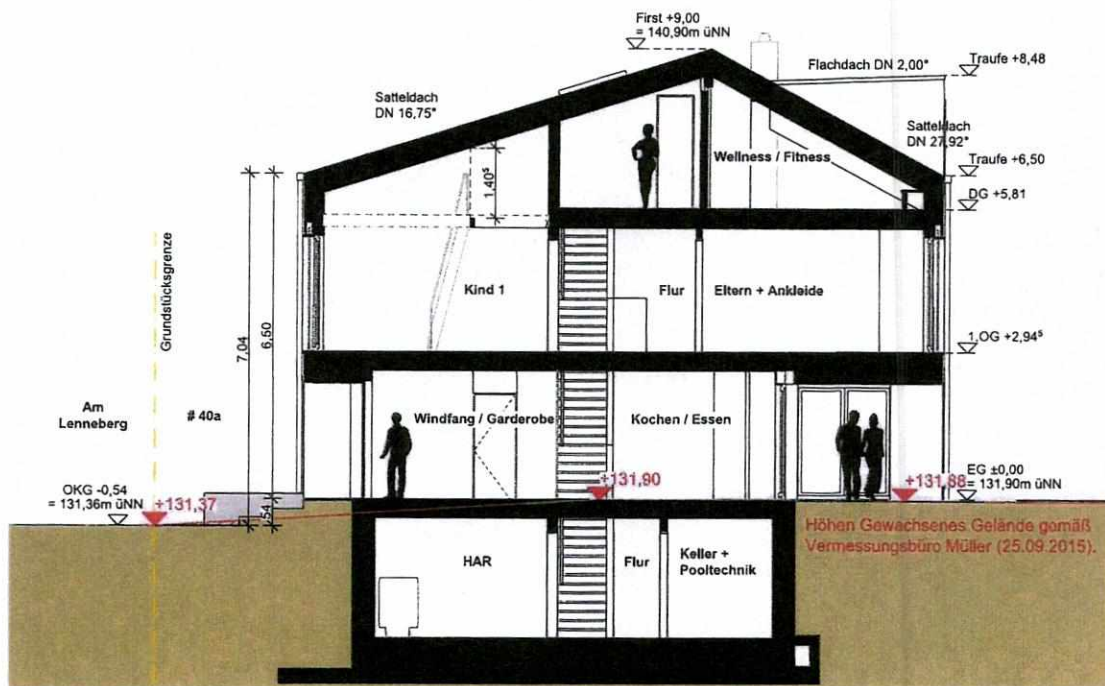 First +9,00
= 140,90m üNN
Flachdach DN 2,00°
Traufe +8,48
Satteldach
DN 16,75°
Satteldach
DN 27,92°
Wellness / Fitness
Traufe +6,50
DG +5,81
1,40⁵
Grundstücksgrenze
7,04
6,50
Kind 1
Flur
Eltern + Ankleide
1.OG +2,94⁵
Am
Lenneberg
# 40a
Windfang / Garderobe
Kochen / Essen
OKG -0,54
= 131,36m üNN
+131,37
54
+131,90
+131,88
EG ±0,00
= 131,90m üNN
Höhen Gewachsenes Gelände gemäß
Vermessungsbüro Müller (25.09.2015).
HAR
Flur
Keller +
Pooltechnik